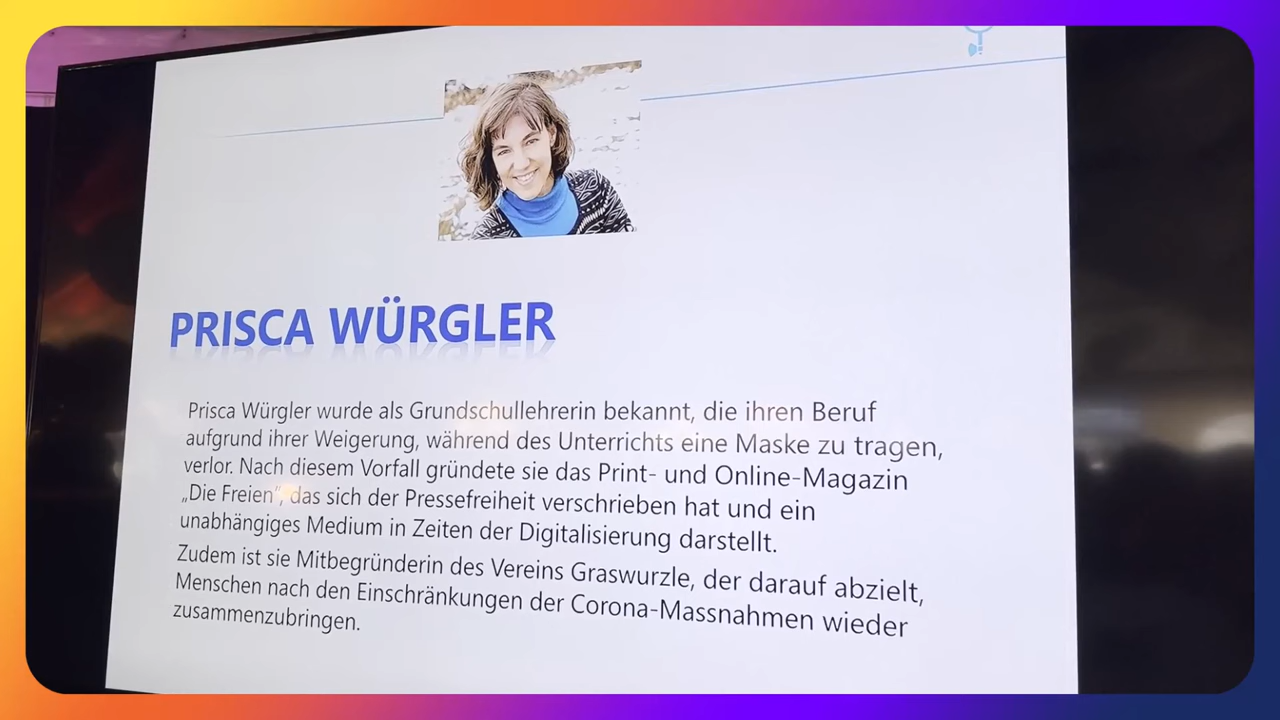 PRISCA WÜRGLER
Prisca Würgler wurde als Grundschullehrerin bekannt, die ihren Beruf
aufgrund ihrer Weigerung, während des Unterrichts eine Maske zu tragen,
verlor. Nach diesem Vorfall gründete sie das Print- und Online-Magazin
„Die Freien“, das sich der Pressefreiheit verschrieben hat und ein
unabhängiges Medium in Zeiten der Digitalisierung darstellt.
Zudem ist sie Mitbegründerin des Vereins Graswurzle, der darauf abzielt,
Menschen nach den Einschränkungen der Corona-Massnahmen wieder
zusammenzubringen.